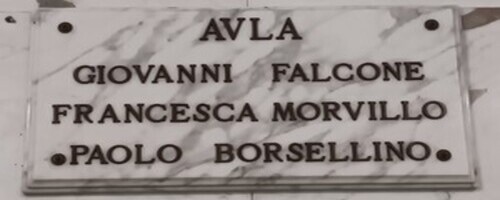 AVLA
GIOVANNI FALCONE
FRANCESCA MORVILLO
PAOLO BORSELLINO